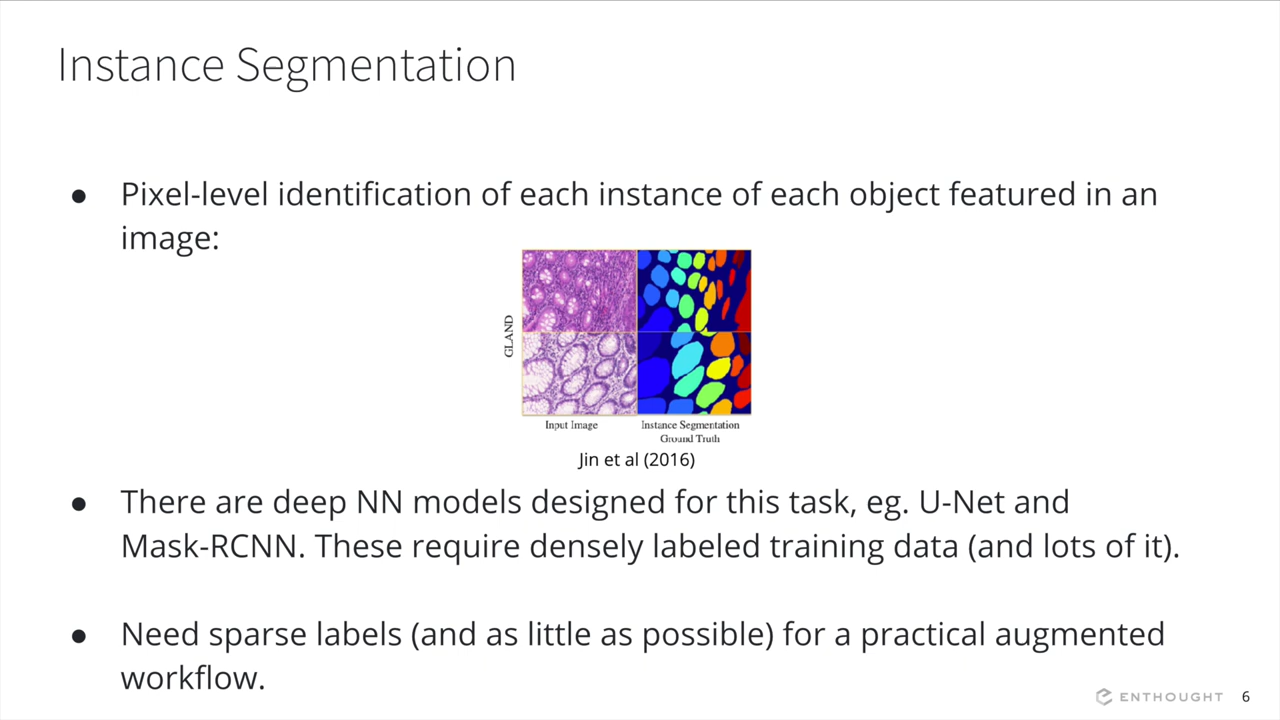 Instance Segmentation
● Pixel-level identification of each instance of each object featured in an
image:
GLAND
Input Image
Instance Segmentation
Ground Truth
Jin et al (2016)
● There are deep NN models designed for this task, eg. U-Net and
Mask-RCNN. These require densely labeled training data (and lots of it).
● Need sparse labels (and as little as possible) for a practical augmented
workflow.
ENTHOUGHT 6